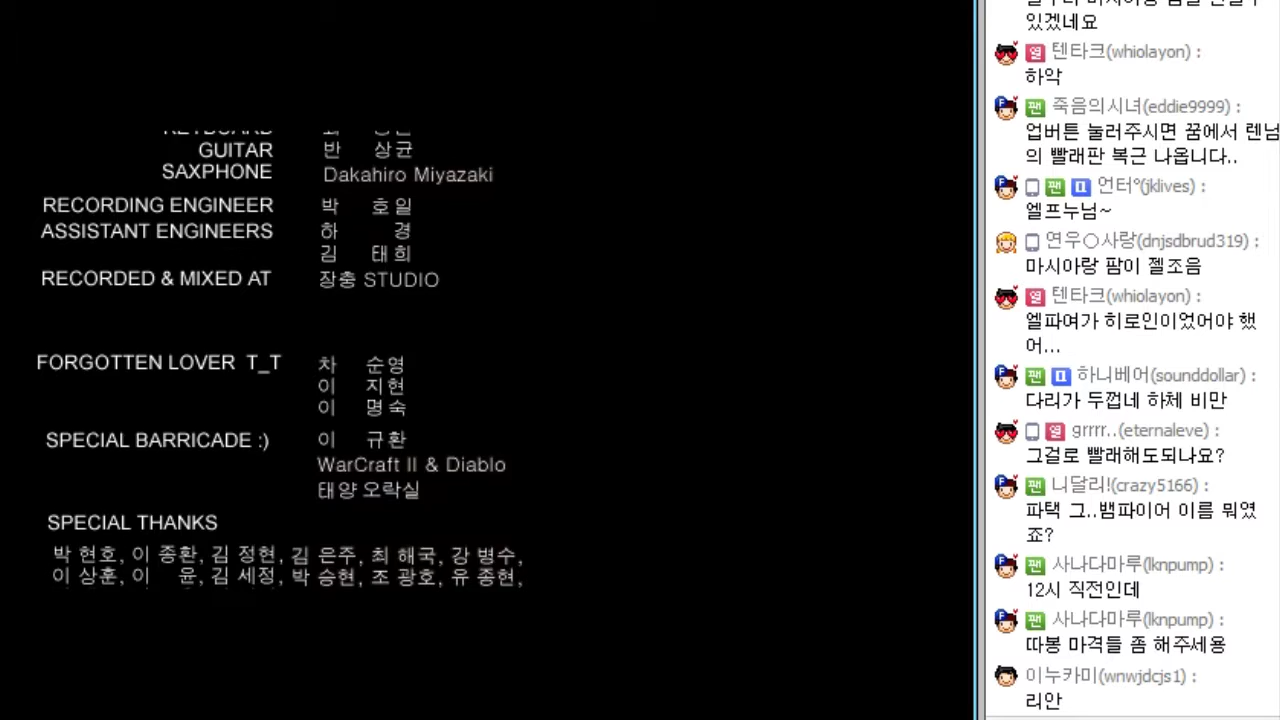 GUITAR 반 상균
SAXPHONE Dakahiro Miyazaki
RECORDING ENGINEER 박 호일
ASSISTANT ENGINEERS 하 경
김 태희
RECORDED & MIXED AT 장충 STUDIO
FORGOTTEN LOVER T_T 차 순영
이 지현
이 명숙
SPECIAL BARRICADE :) 이 규환
WarCraft II & Diablo
태양 오락실
SPECIAL THANKS
박 현호, 이 종환, 김 정현, 김 은주, 최 해국, 강 병수,
이 상훈, 이 윤, 김 세정, 박 승현, 조 광호, 유 종현,
있겠네요
열 텐타크(whiolayon) :
하악
팬 죽음의시녀(eddie9999) :
업버튼 눌러주시면 꿈에서 렌님
의 빨래판 복근 나옵니다..
팬 언터°(jklives) :
엘프누님~
연우○사랑(dnjsdbrud319) :
마시아랑 팜이 젤조음
열 텐타크(whiolayon) :
엘파여가 히로인이었어야 했
어...
팬 하니베어(sounddollar) :
다리가 두껍네 하체 비만
열 grrrr..(eternaleve) :
그걸로 빨래해도되나요?
팬 니달리!(crazy5166) :
파택 그..뱀파이어 이름 뭐였
죠?
팬 사나다마루(lknpump) :
12시 직전인데
팬 사나다마루(lknpump) :
따봉 마격들 좀 해주세용
이누카미(wnwjdcjs1) :
리안